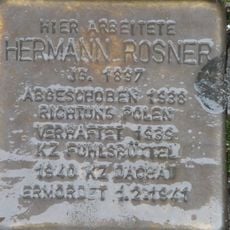 HIER ARBEITETE
HERMANN ROSNER
JG. 1897
ABGESCHOBEN 1938
RICHTUNG POLEN
VERHAFTET 1939
KZ FUHLSBÜTTEL
1940 KZ DACHAU
ERMORDET 1.2.1941